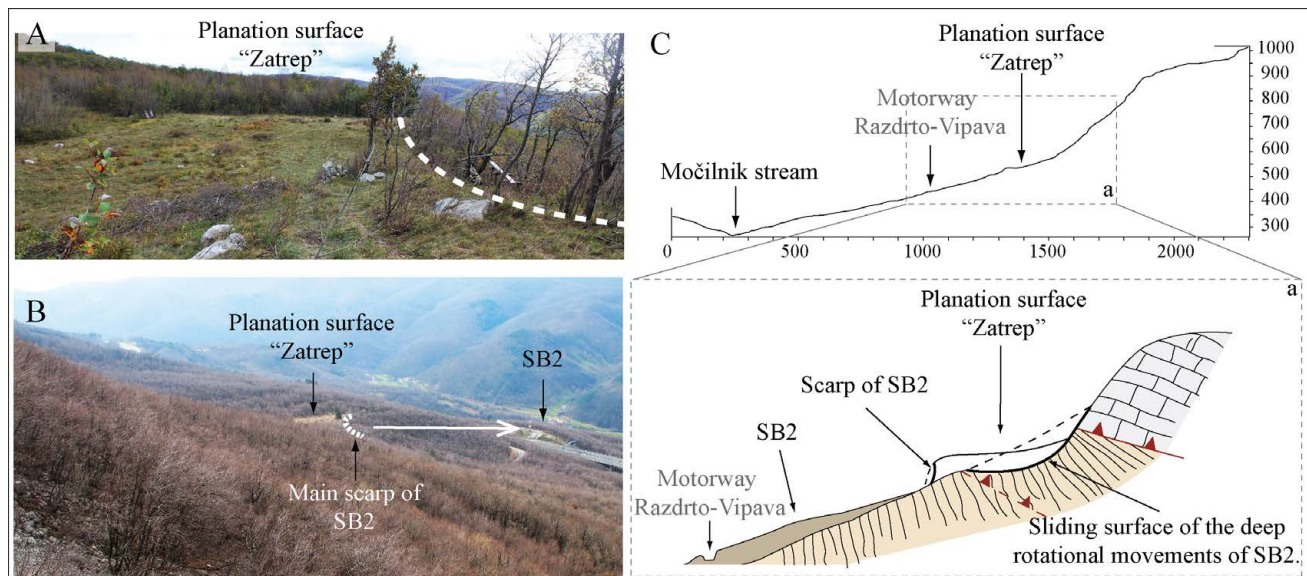 A
Planation surface
“Zatrep”
B
Planation surface
“Zatrep”
SB2
Main scarp of
SB2
C
Planation surface
“Zatrep”
Motorway
Razdrto-Vipava
Močilnik stream
a
1000
900
800
700
600
500
400
300
0
500
1000
1500
2000
a
Planation surface
“Zatrep”
Scarp of SB2
SB2
Motorway
Razdrto-Vipava
Sliding surface of the deep
rotational movements of SB2.